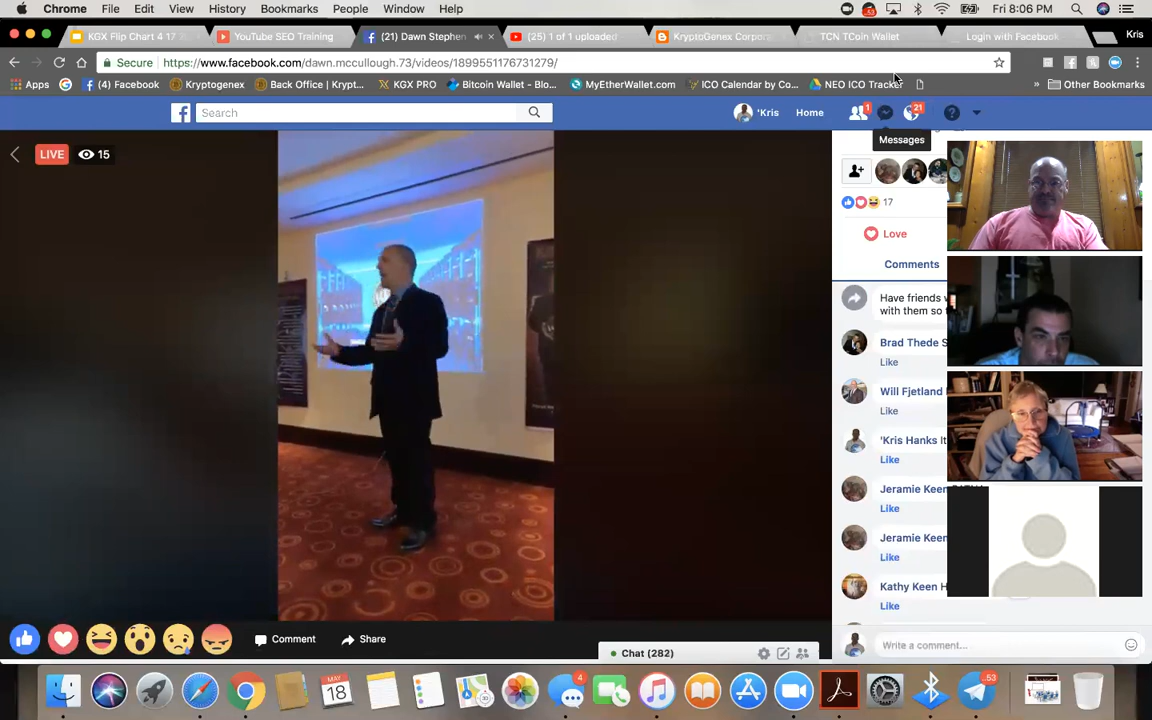 Chrome File Edit View History Bookmarks People Window Help Fri 8:06 PM
KGX Flip Chart 4 17 YouTube SEO Training (21) Dawn Stephen (25) 1 of 1 uploaded KryptoGenex Corpora TCN TCoin Wallet Login with Facebook Kris
Secure https://www.facebook.com/dawn.mccullough.73/videos/1899551176731279/
Apps (4) Facebook Kryptogenex Back Office | Krypt... KGX PRO Bitcoin Wallet - Blo... MyEtherWallet.com ICO Calendar by Co... NEO ICO Tracker » Other Bookmarks
Search 'Kris Home 1 21 ?
Messages
LIVE 15
17
Love
Comments
Have friends w
with them so t
Brad Thede S
Like
Will Fjetland
Like
'Kris Hanks It
Like
Jeramie Keen
Like
Jeramie Keen
Like
Kathy Keen H
Like
Comment Share
Chat (282)
Write a comment...
MAY 18 4 53